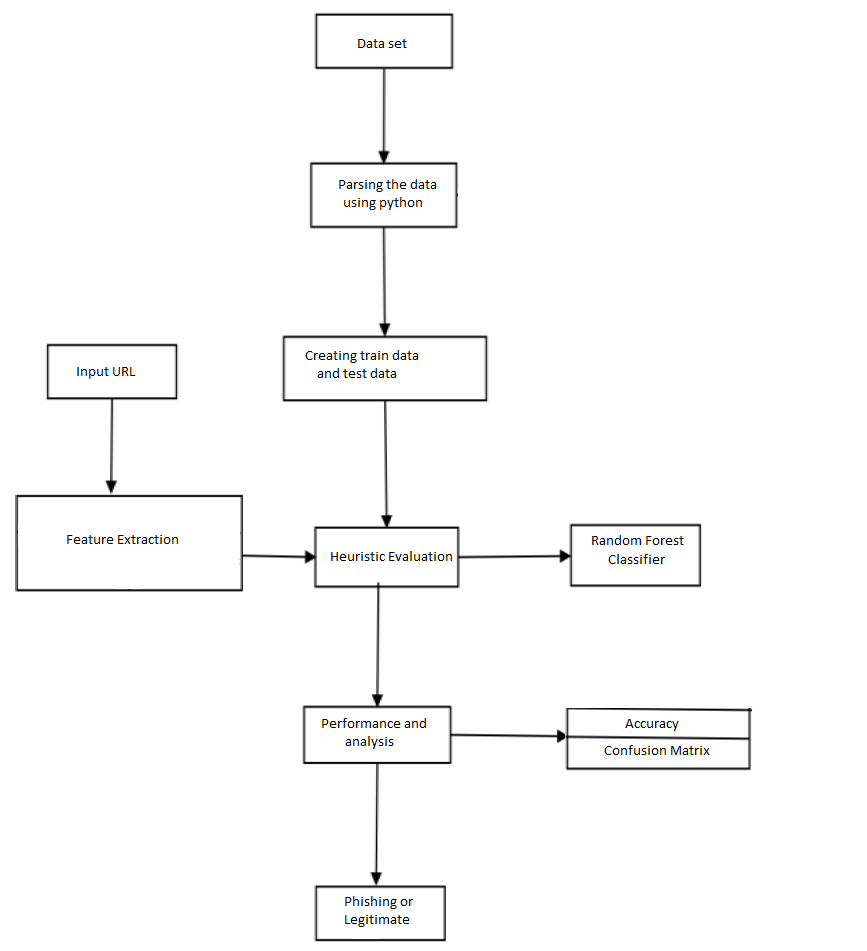 Data set
Parsing the data
using python
Creating train data
and test data
Input URL
Feature Extraction
Heuristic Evaluation
Random Forest
Classifier
Performance and
analysis
Accuracy
Confusion Matrix
Phishing or
Legitimate